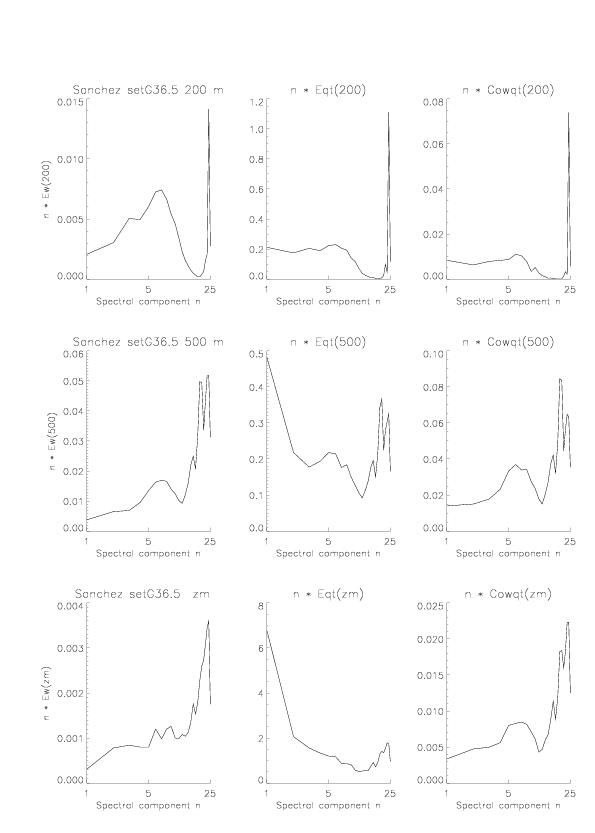 Sanchez setG36.5 200 m
n * Eqt(200)
n * Cowqt(200)
0.015
0.010
0.005
0.000
n * Ew(200)
1.2
1.0
0.8
0.6
0.4
0.2
0.0
0.08
0.06
0.04
0.02
0.00
1 5 25
1 5 25
1 5 25
Spectral component n
Spectral component n
Spectral component n
Sanchez setG36.5 500 m
n * Eqt(500)
n * Cowqt(500)
0.06
0.05
0.04
0.03
0.02
0.01
0.00
n * Ew(500)
0.5
0.4
0.3
0.2
0.1
0.0
0.10
0.08
0.06
0.04
0.02
0.00
1 5 25
1 5 25
1 5 25
Spectral component n
Spectral component n
Spectral component n
Sanchez setG36.5 zm
n * Eqt(zm)
n * Cowqt(zm)
0.004
0.003
0.002
0.001
0.000
n * Ew(zm)
8
6
4
2
0
0.025
0.020
0.015
0.010
0.005
0.000
1 5 25
1 5 25
1 5 25
Spectral component n
Spectral component n
Spectral component n